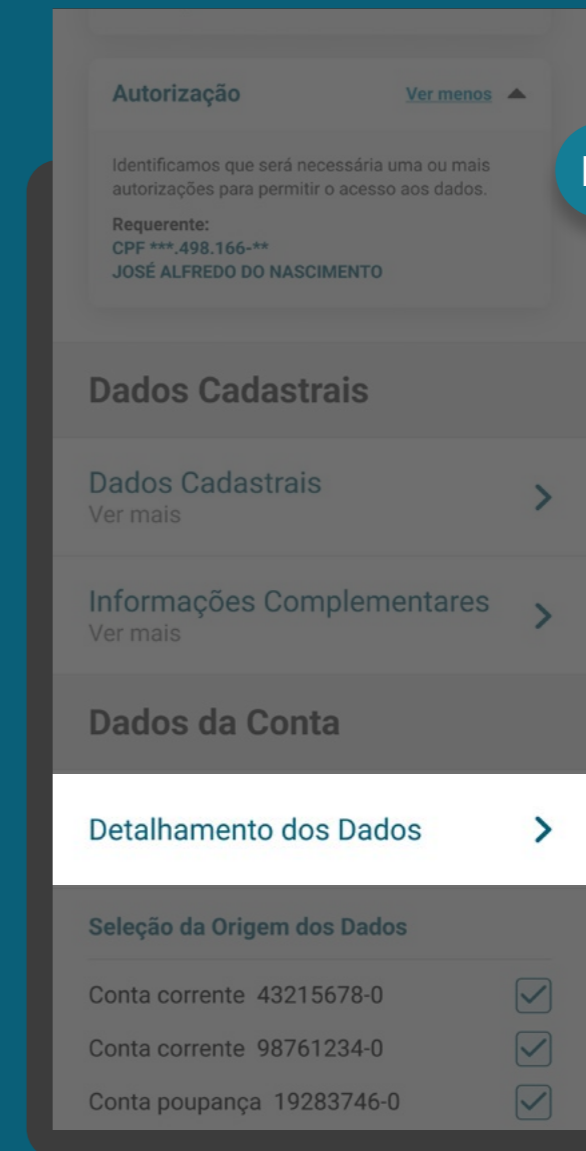 Autorização Ver menos
Identificamos que será necessária uma ou mais
autorizações para permitir o acesso aos dados.
Requerente:
CPF ***.498.166-**
JOSÉ ALFREDO DO NASCIMENTO
Dados Cadastrais
Dados Cadastrais
Ver mais
Informações Complementares
Ver mais
Dados da Conta
Detalhamento dos Dados
Seleção da Origem dos Dados
Conta corrente 43215678-0
Conta corrente 98761234-0
Conta poupança 19283746-0